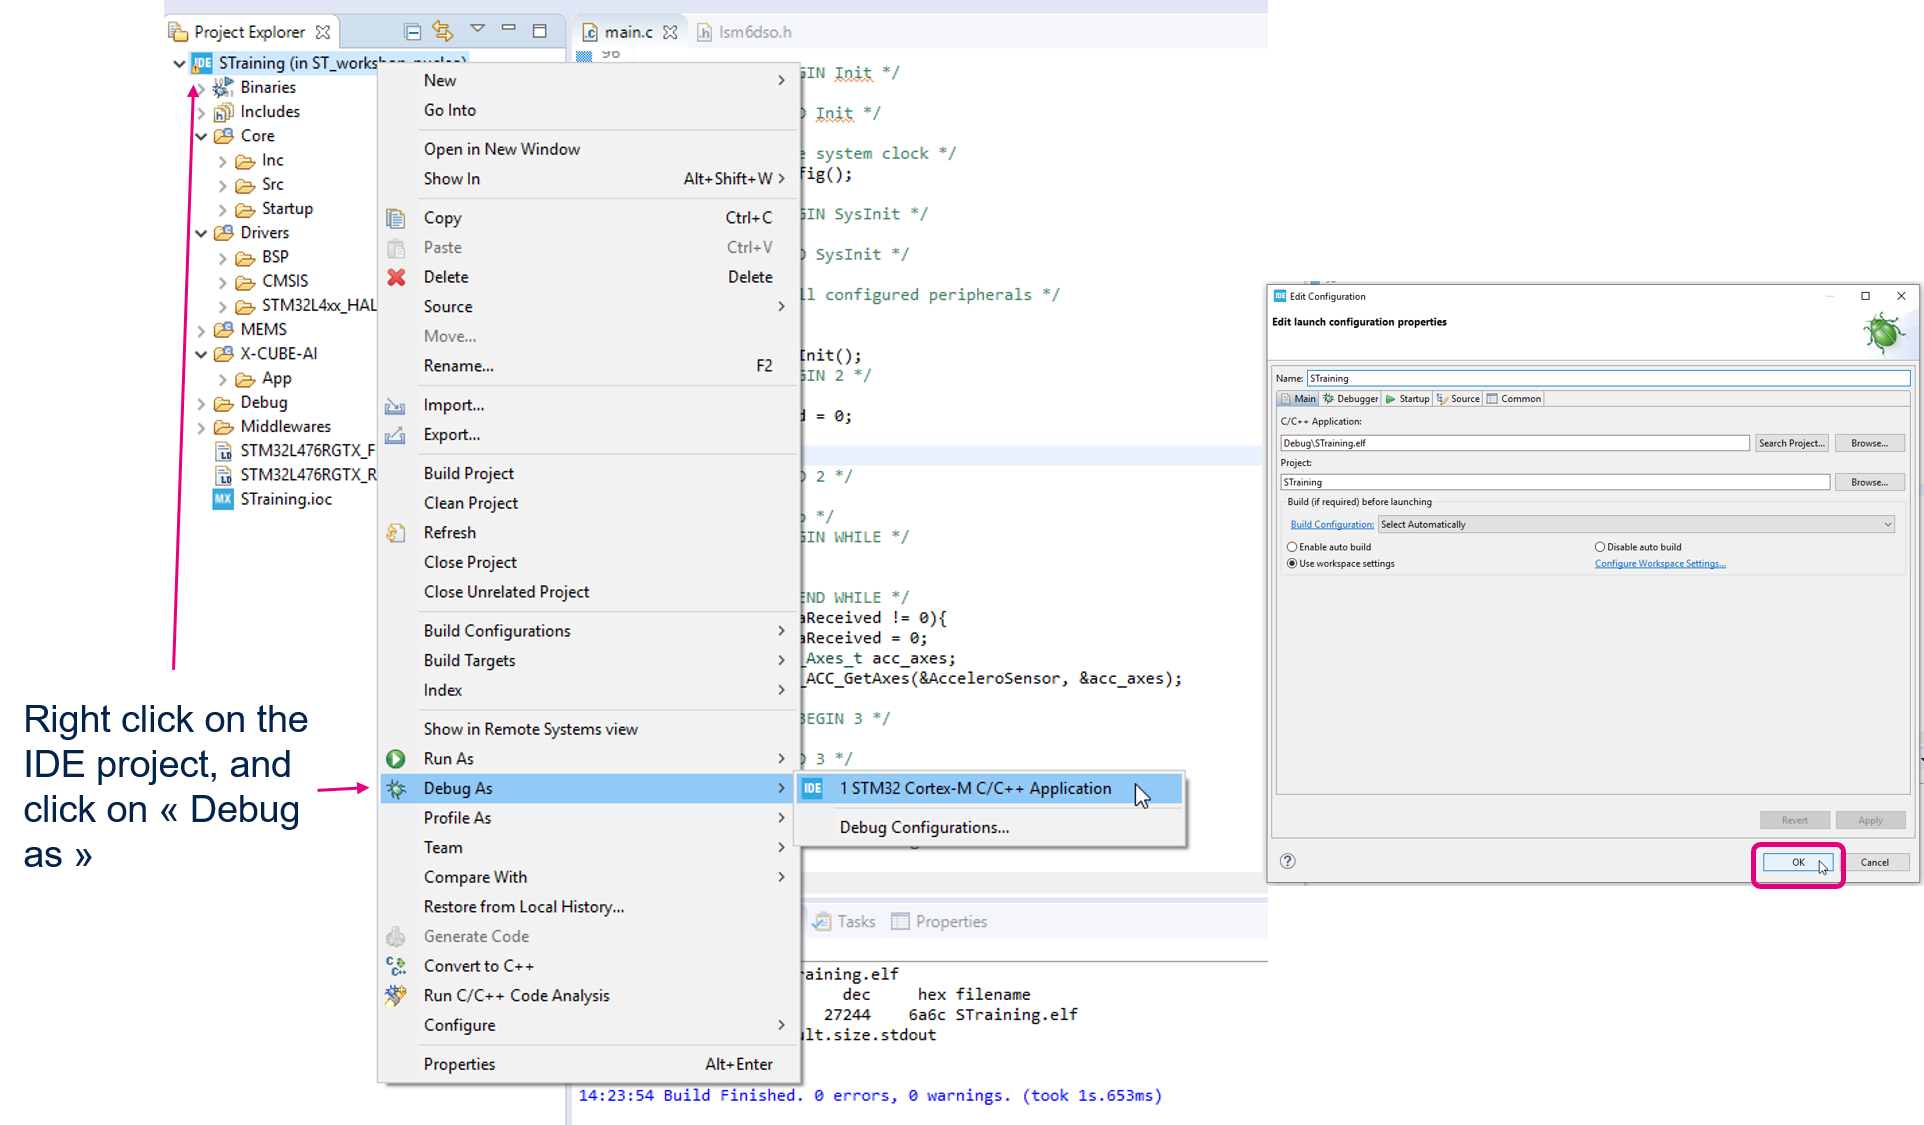 Project Explorer
STraining (in ST_workshop_nucleo)
Binaries
Includes
Core
Inc
Src
Startup
Drivers
BSP
CMSIS
STM32L4xx_HAL
MEMS
X-CUBE-AI
App
Debug
Middlewares
STM32L476RGTX_F
STM32L476RGTX_R
STraining.ioc
Right click on the
IDE project, and
click on « Debug
as »
New
Go Into
Open in New Window
Show In Alt+Shift+W
Copy Ctrl+C
Paste Ctrl+V
Delete Delete
Source
Move...
Rename... F2
Import...
Export...
Build Project
Clean Project
Refresh
Close Project
Close Unrelated Project
Build Configurations
Build Targets
Index
Show in Remote Systems view
Run As
Debug As
Profile As
Team
Compare With
Restore from Local History...
Generate Code
Convert to C++
Run C/C++ Code Analysis
Configure
Properties Alt+Enter
1 STM32 Cortex-M C/C++ Application
Debug Configurations...
main.c lsm6dso.h
96
GIN Init */
D Init */
e system clock */
fig();
GIN SysInit */
D SysInit */
ll configured peripherals */
Init();
GIN 2 */
d = 0;
D 2 */
p */
GIN WHILE */
END WHILE */
aReceived != 0){
aReceived = 0;
_Axes_t acc_axes;
_ACC_GetAxes(&AcceleroSensor, &acc_axes);
BEGIN 3 */
D 3 */
Tasks Properties
raining.elf
dec hex filename
27244 6a6c STraining.elf
ult.size.stdout
14:23:54 Build Finished. 0 errors, 0 warnings. (took 1s.653ms)
IDE Edit Configuration
Edit launch configuration properties
Name: STraining
Main Debugger Startup Source Common
C/C++ Application:
Debug\STraining.elf Search Project... Browse...
Project:
STraining Browse...
Build (if required) before launching
Build Configuration: Select Automatically
Enable auto build Disable auto build
Use workspace settings Configure Workspace Settings...
Revert Apply
OK Cancel